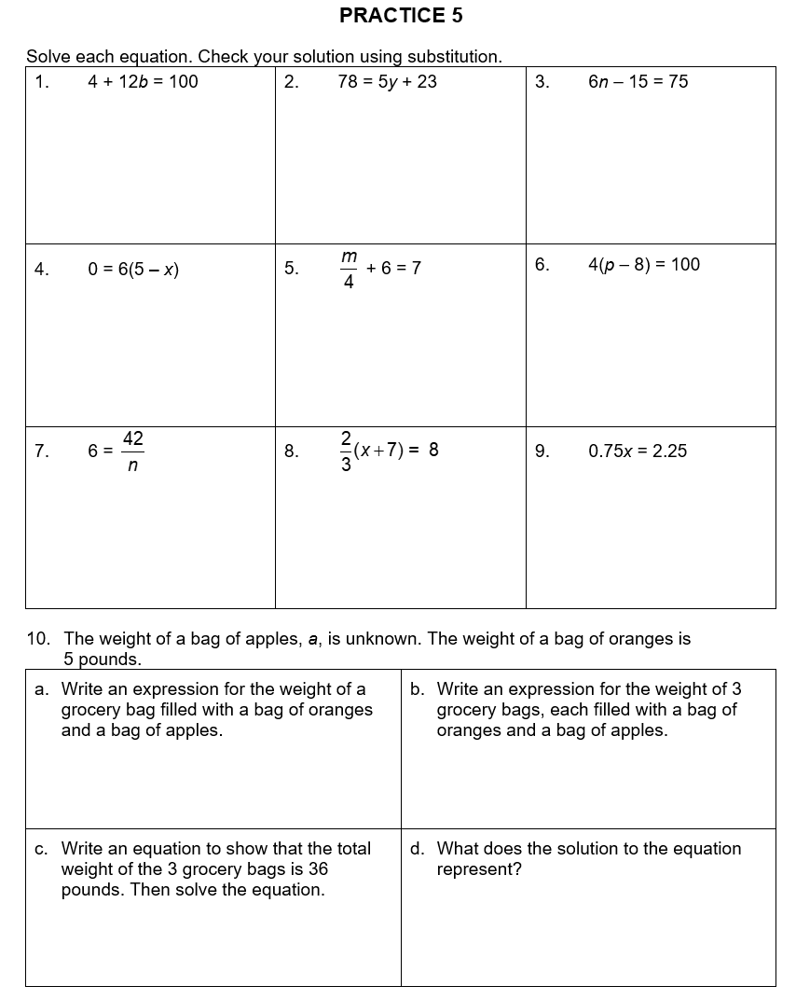 PRACTICE 5
Solve each equation. Check your solution using substitution.
1. 4 + 12b = 100
2. 78 = 5y + 23
3. 6n – 15 = 75
4. 0 = 6(5 – x)
5. m/4 + 6 = 7
6. 4(p – 8) = 100
7. 6 = 42/n
8. 2/3(x+7) = 8
9. 0.75x = 2.25
10. The weight of a bag of apples, a, is unknown. The weight of a bag of oranges is
5 pounds.
a. Write an expression for the weight of a
grocery bag filled with a bag of oranges
and a bag of apples.
b. Write an expression for the weight of 3
grocery bags, each filled with a bag of
oranges and a bag of apples.
c. Write an equation to show that the total
weight of the 3 grocery bags is 36
pounds. Then solve the equation.
d. What does the solution to the equation
represent?